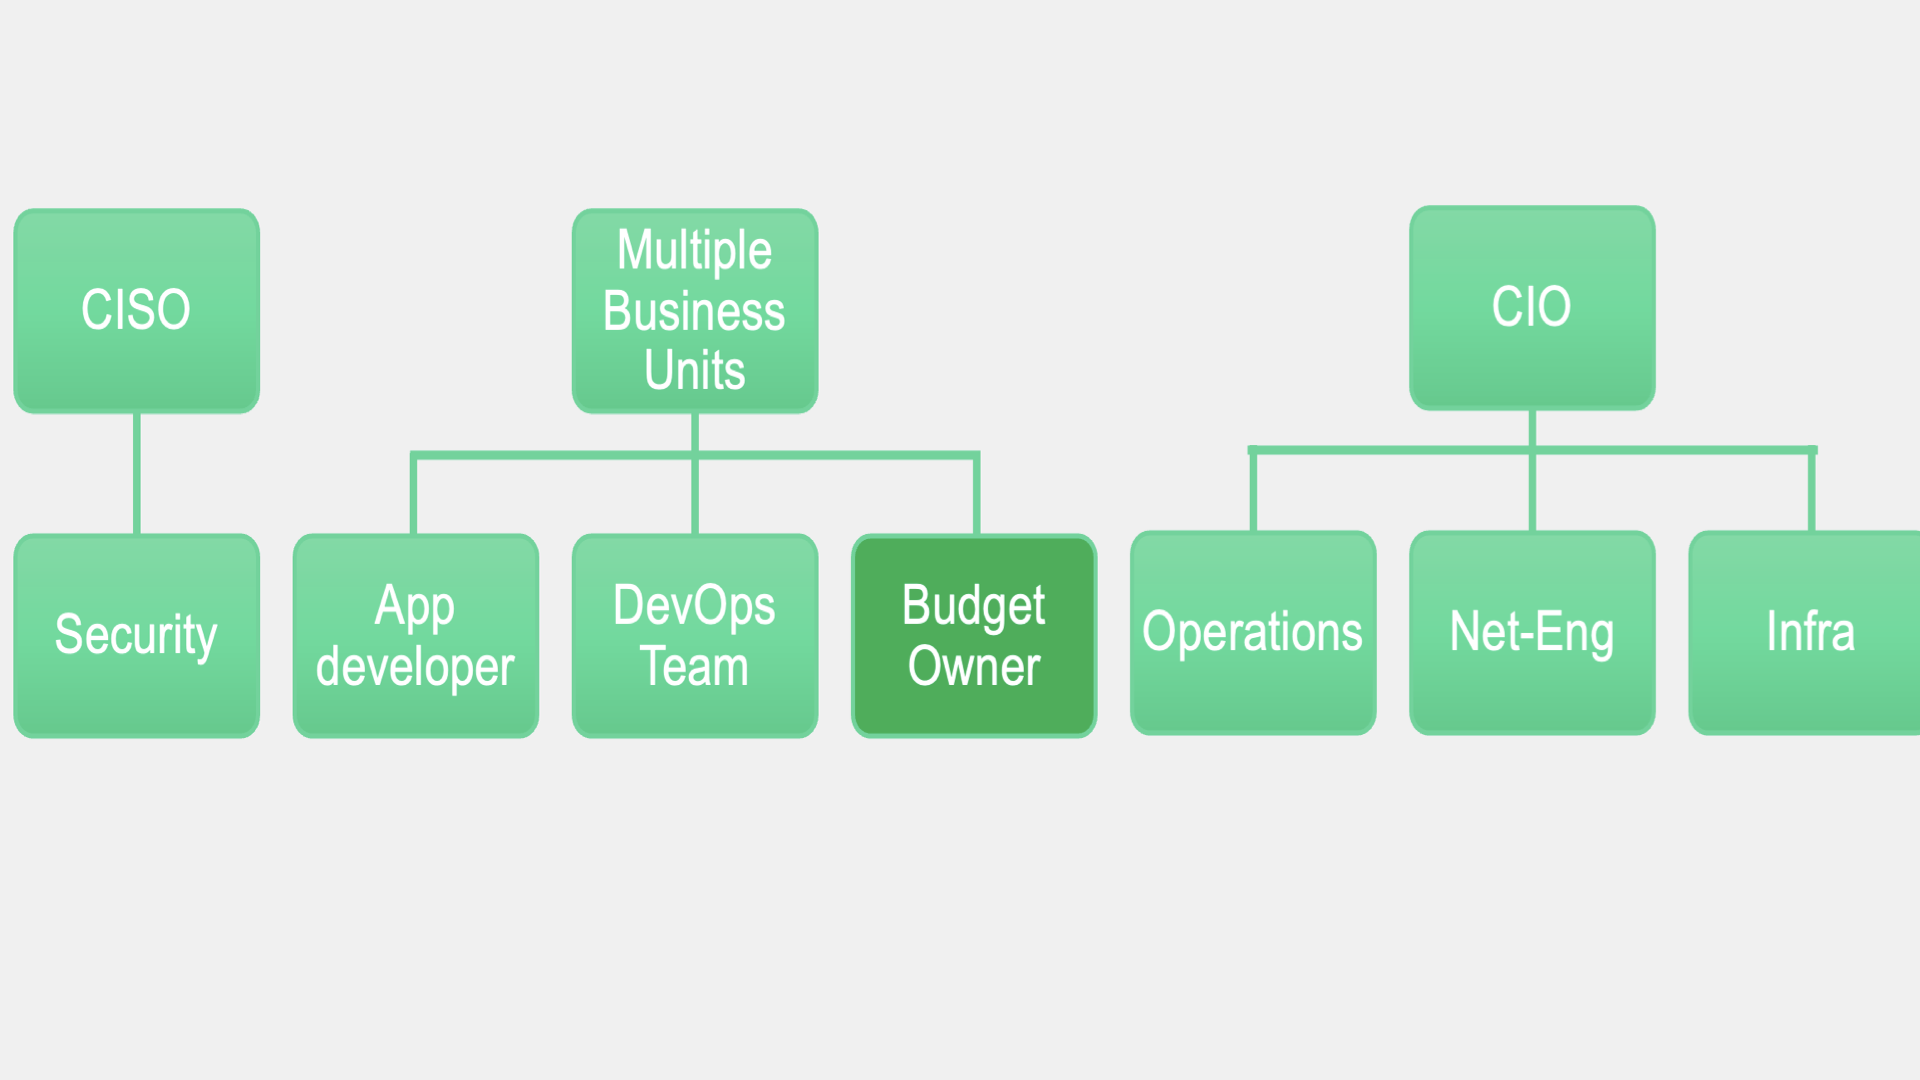 CISO
Multiple
Business
Units
CIO
Security
App
developer
DevOps
Team
Budget
Owner
Operations
Net-Eng
Infra